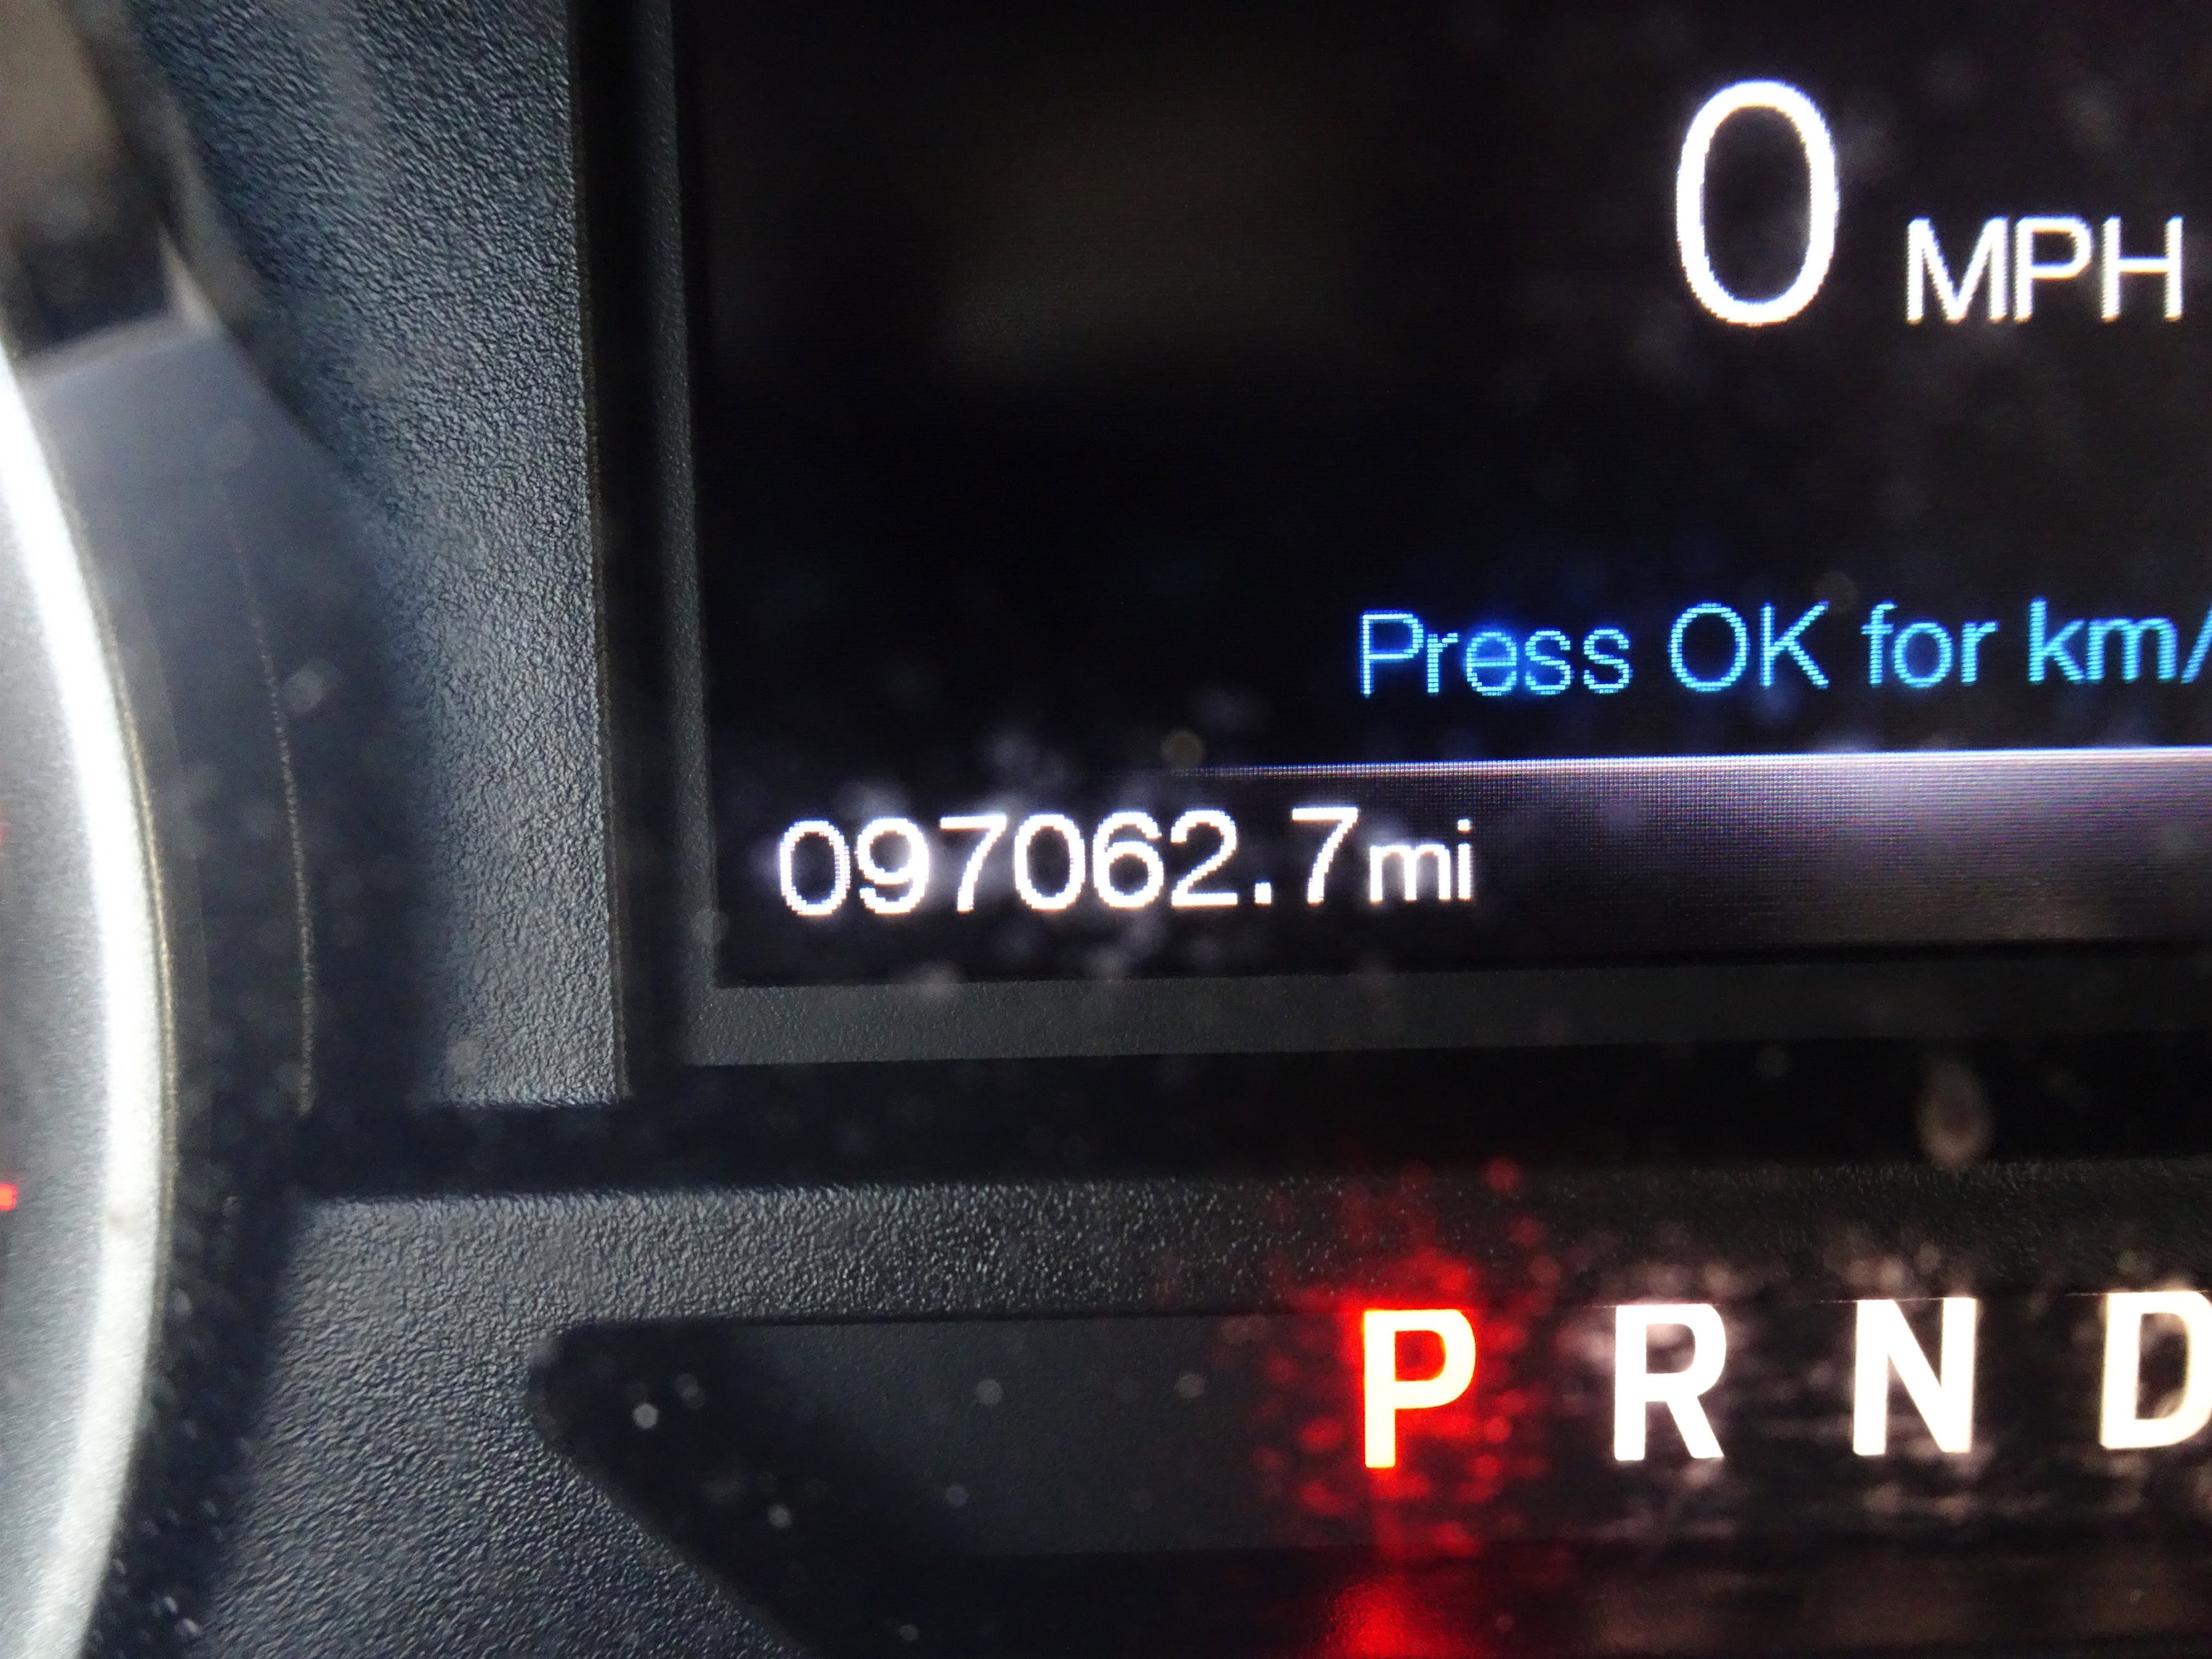 0 MPH
Press OK for km/
097062.7mi
P R N D